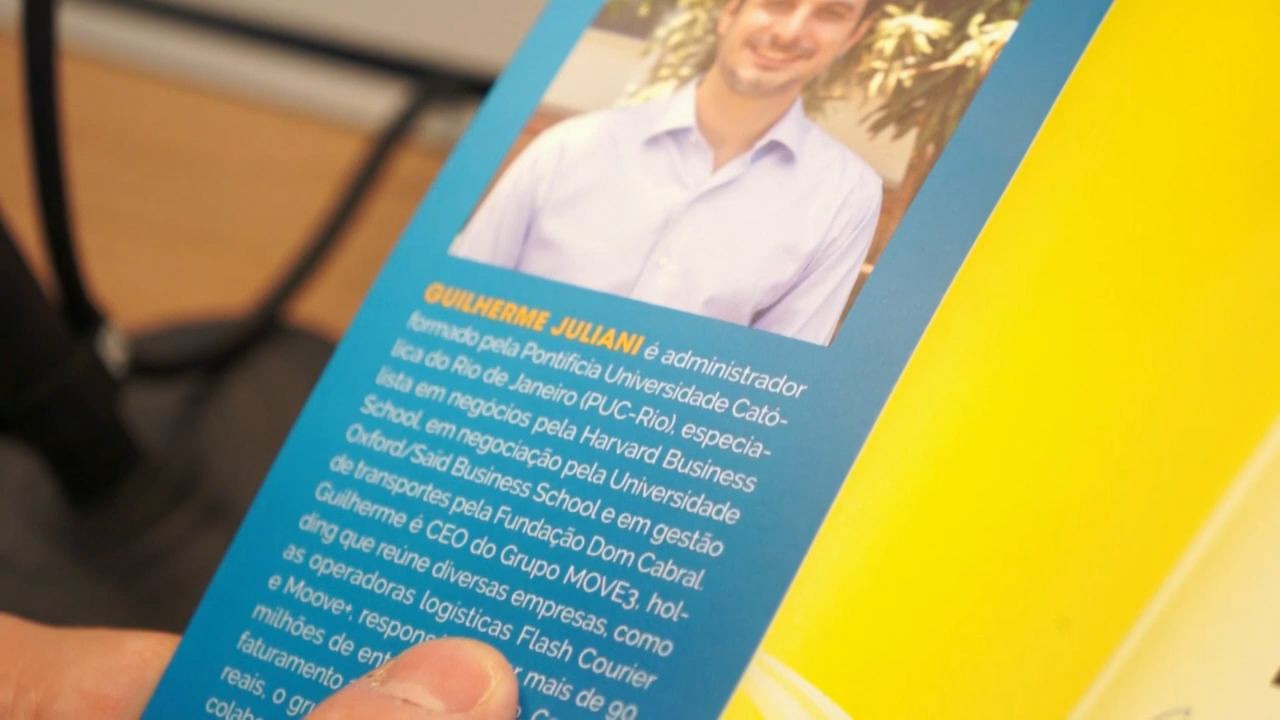 GUILHERME JULIANI é administrador
formado pela Pontifícia Universidade Cató-
lica do Rio de Janeiro (PUC-Rio), especia-
lista em negócios pela Harvard Business
School, em negociação pela Universidade
Oxford/Said Business School e em gestão
de transportes pela Fundação Dom Cabral.
Guilherme é CEO do Grupo MOVE3, hol-
ding que reúne diversas empresas, como
as operadoras logísticas Flash Courier
e Moove+, mais de 90
milhões de
faturamento
reais, o